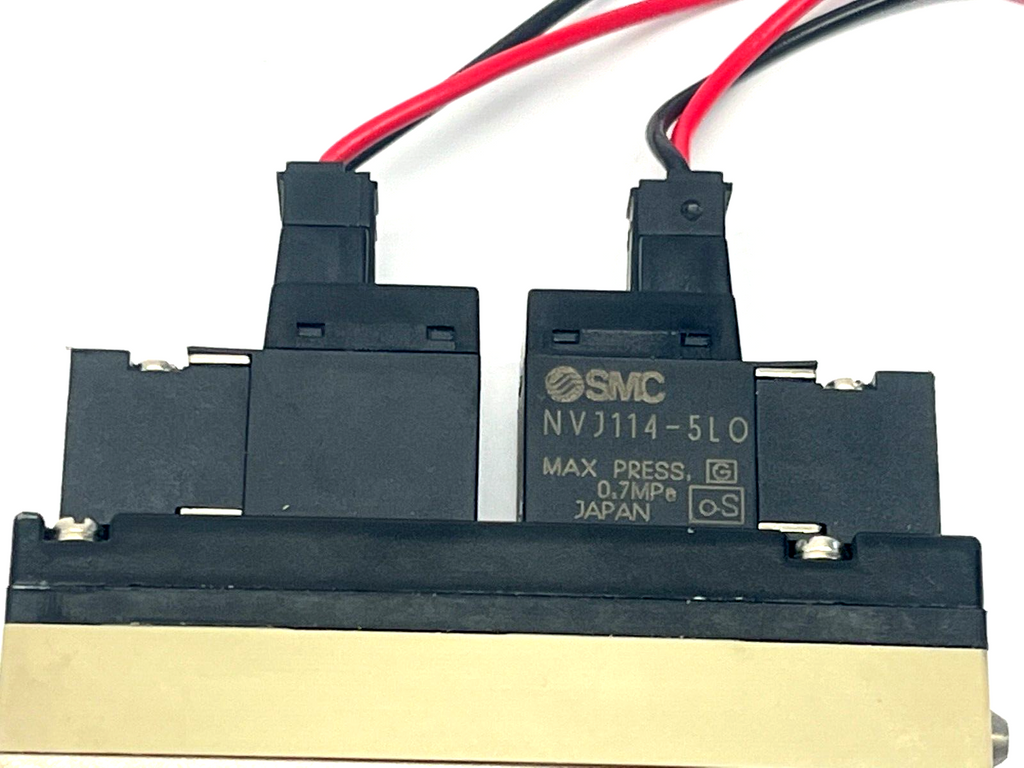 SMC
NVJ114-5LO
MAX PRESS. G
0.7MPa
JAPAN o-S